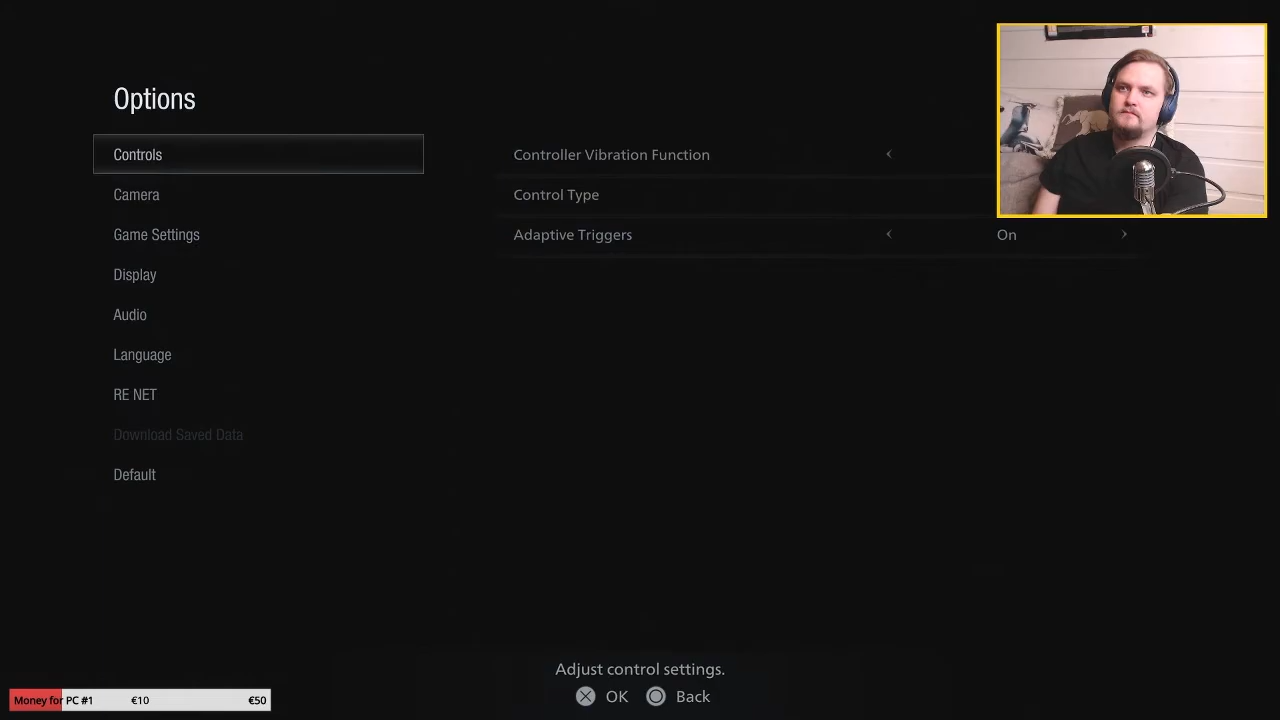 Options
Controls
Camera
Game Settings
Display
Audio
Language
RE NET
Download Saved Data
Default
Controller Vibration Function
Control Type
Adaptive Triggers
On
Adjust control settings.
OK
Back
Money for PC #1 €10 €50